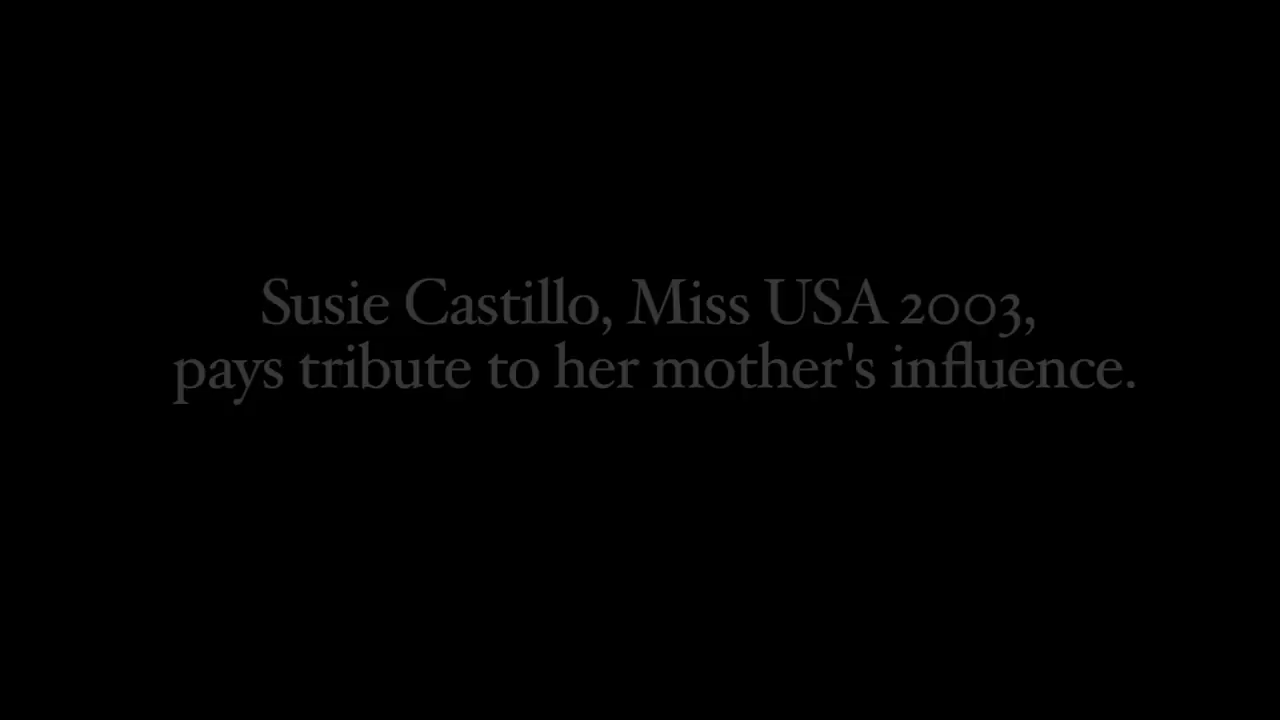 Susie Castillo, Miss USA 2003,
pays tribute to her mother's influence.